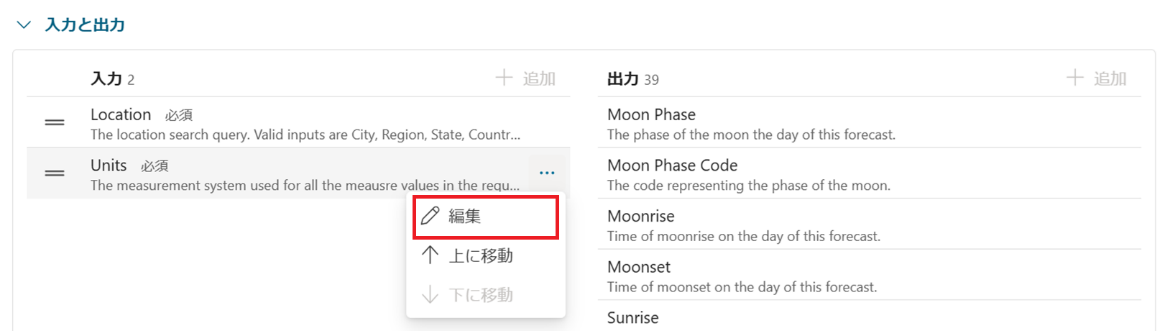 入力と出力
入力 2
追加
Location 必須
The location search query. Valid inputs are City, Region, State, Countr...
Units 必須
The measurement system used for all the meausre values in the requ...
編集
上に移動
下に移動
出力 39
追加
Moon Phase
The phase of the moon the day of this forecast.
Moon Phase Code
The code representing the phase of the moon.
Moonrise
Time of moonrise on the day of this forecast.
Moonset
Time of moonset on the day of this forecast.
Sunrise